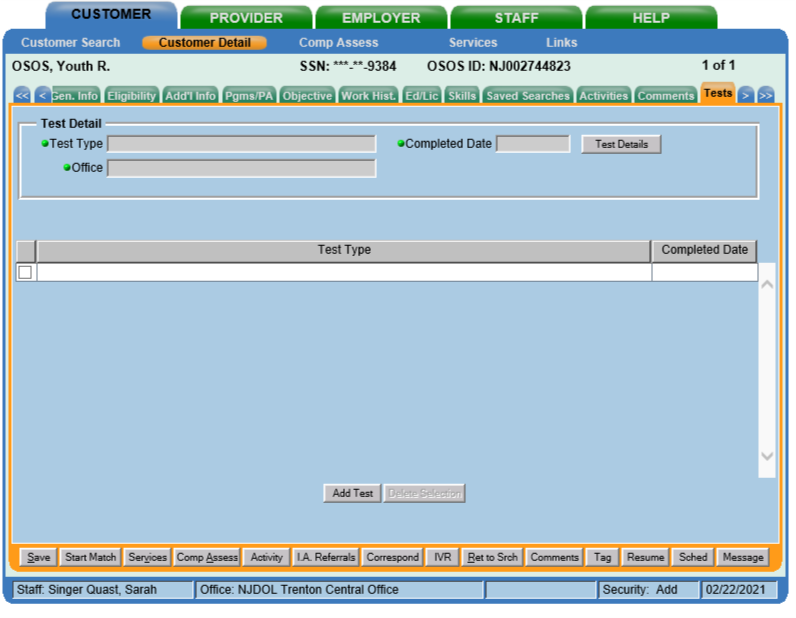 CUSTOMER PROVIDER EMPLOYER STAFF HELP
Customer Search Customer Detail Comp Assess Services Links
OSOS, Youth R. SSN: ***-**-9384 OSOS ID: NJ002744823 1 of 1
<< < Gen. Info Eligibility Add'l Info Pgms/PA Objective Work Hist. Ed/Lic Skills Saved Searches Activities Comments Tests > >>
Test Detail
Test Type Completed Date Test Details
Office
Test Type Completed Date
Add Test Delete Selection
Save Start Match Services Comp Assess Activity I.A. Referrals Correspond IVR Ret to Srch Comments Tag Resume Sched Message
Staff: Singer Quast, Sarah Office: NJDOL Trenton Central Office Security: Add 02/22/2021